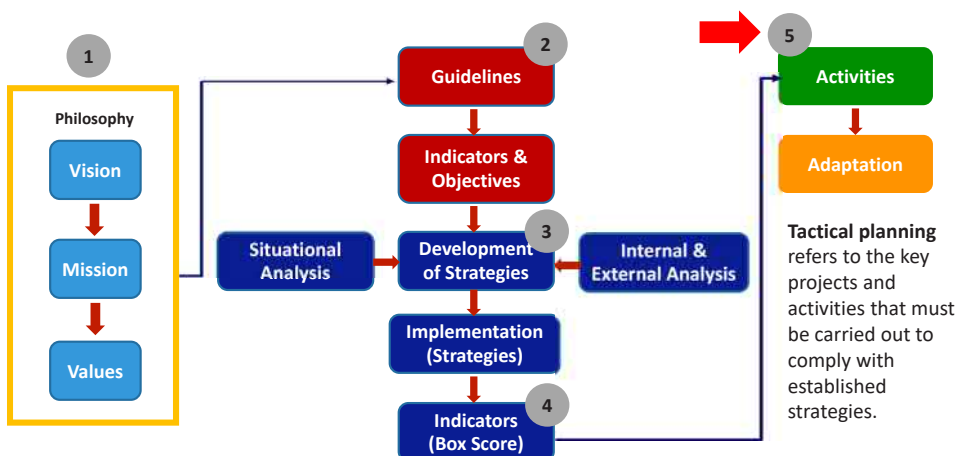 1
Philosophy
Vision
Mission
Values
2
Guidelines
Indicators &
Objectives
3
Situational
Analysis
Development
of Strategies
Internal &
External Analysis
Implementation
(Strategies)
4
Indicators
(Box Score)
5
Activities
Adaptation
Tactical planning
refers to the key
projects and
activities that must
be carried out to
comply with
established
strategies.